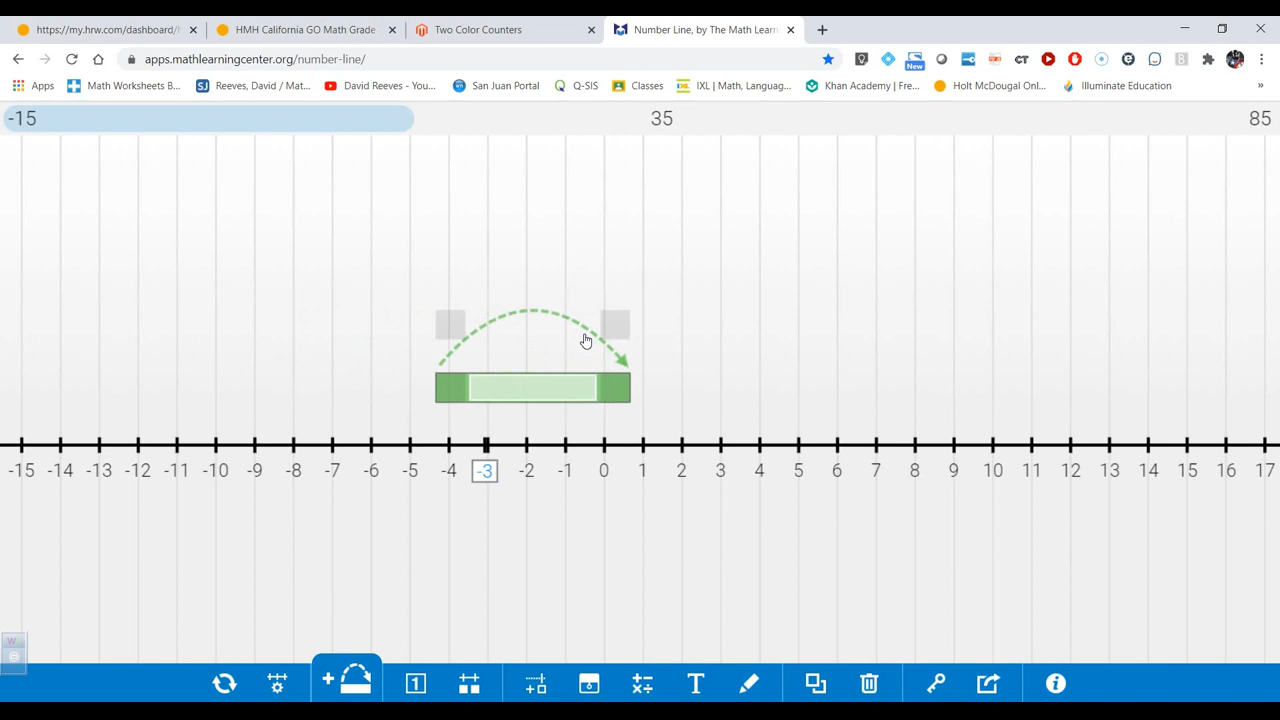 https://my.hrw.com/dashboard/h
HMH California GO Math Grade
Two Color Counters
Number Line, by The Math Learn
apps.mathlearningcenter.org/number-line/
New
Apps
Math Worksheets B...
Reeves, David / Mat...
David Reeves - You...
San Juan Portal
Q-SIS
Classes
IXL | Math, Languag...
Khan Academy | Fre...
Holt McDougal Onl...
Illuminate Education
»
-15 35 85
-15 -14 -13 -12 -11 -10 -9 -8 -7 -6 -5 -4 -3 -2 -1 0 1 2 3 4 5 6 7 8 9 10 11 12 13 14 15 16 17
W
1
T